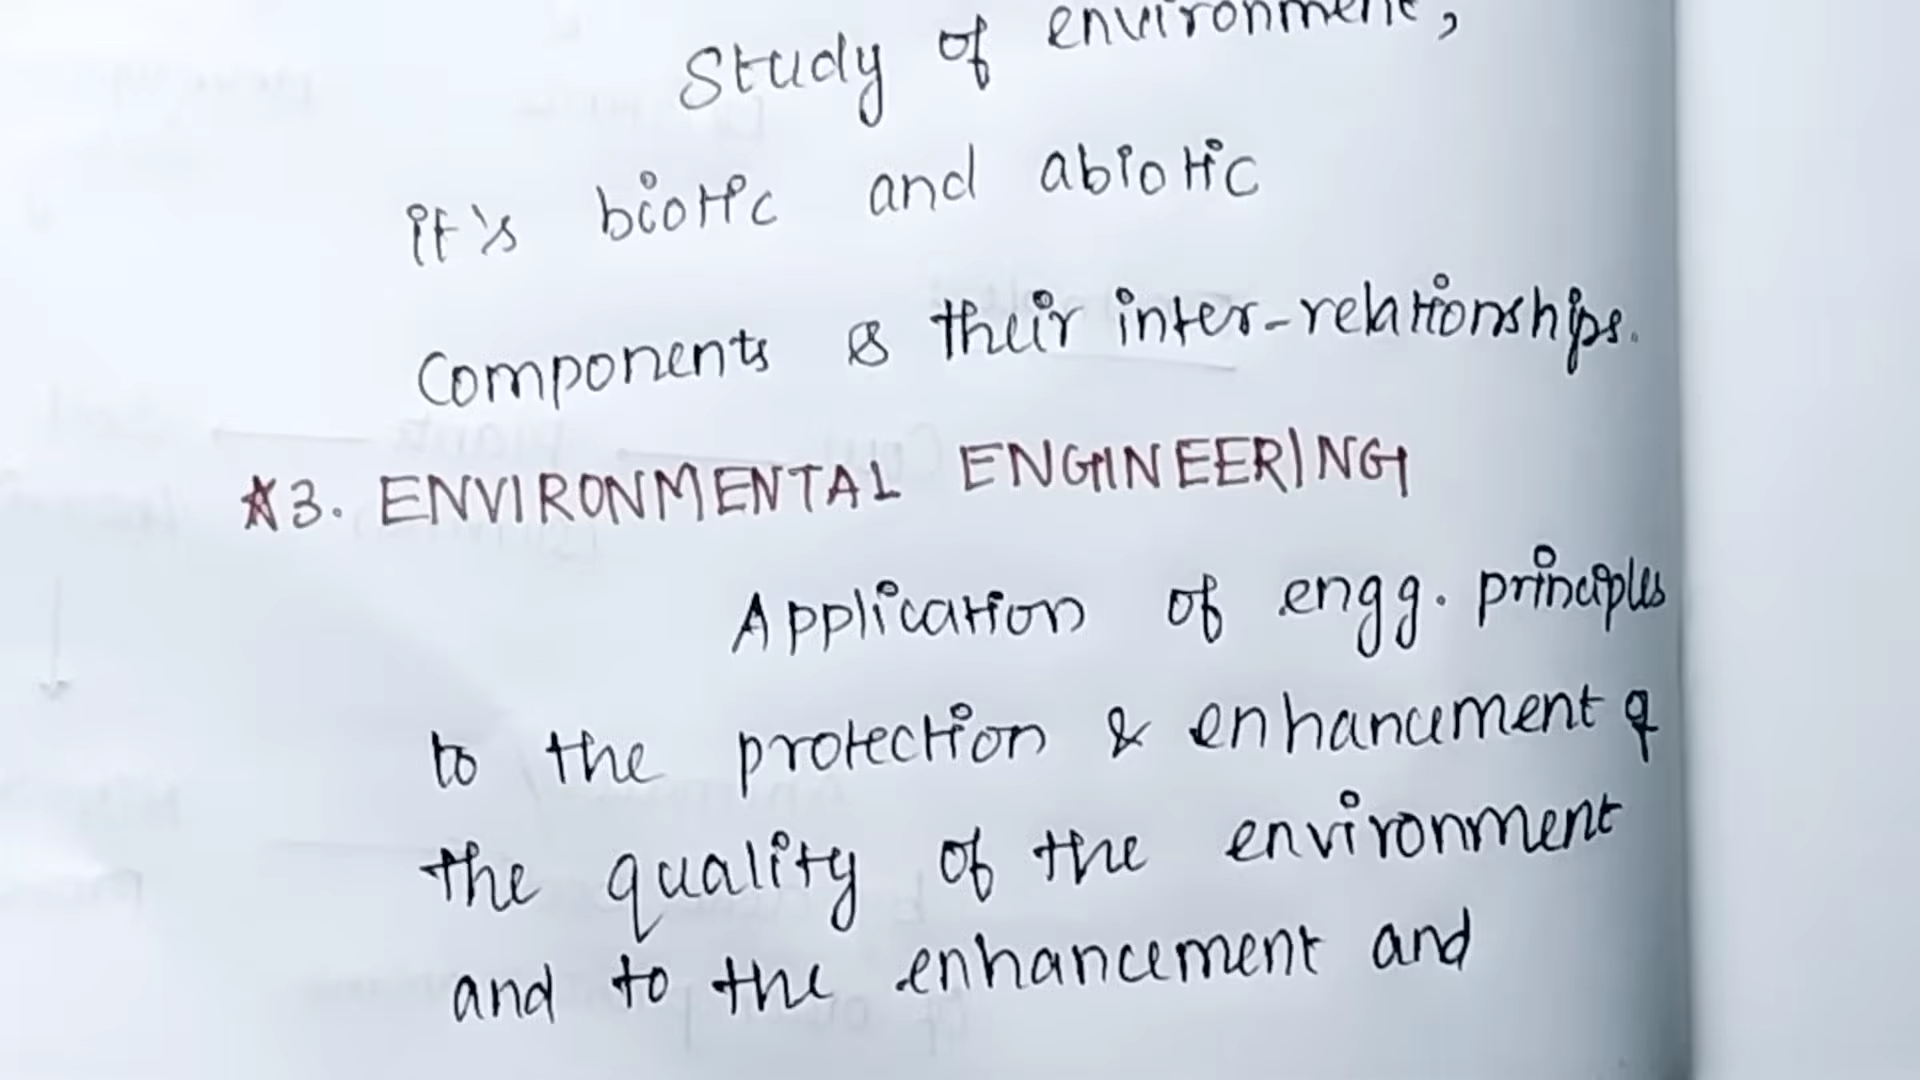 Study of environment,
it's biotic and abiotic
Components & their inter-relationships.
*3. ENVIRONMENTAL ENGINEERING
Application of engg. principles
to the protection & enhancement of
the quality of the environment
and to the enhancement and